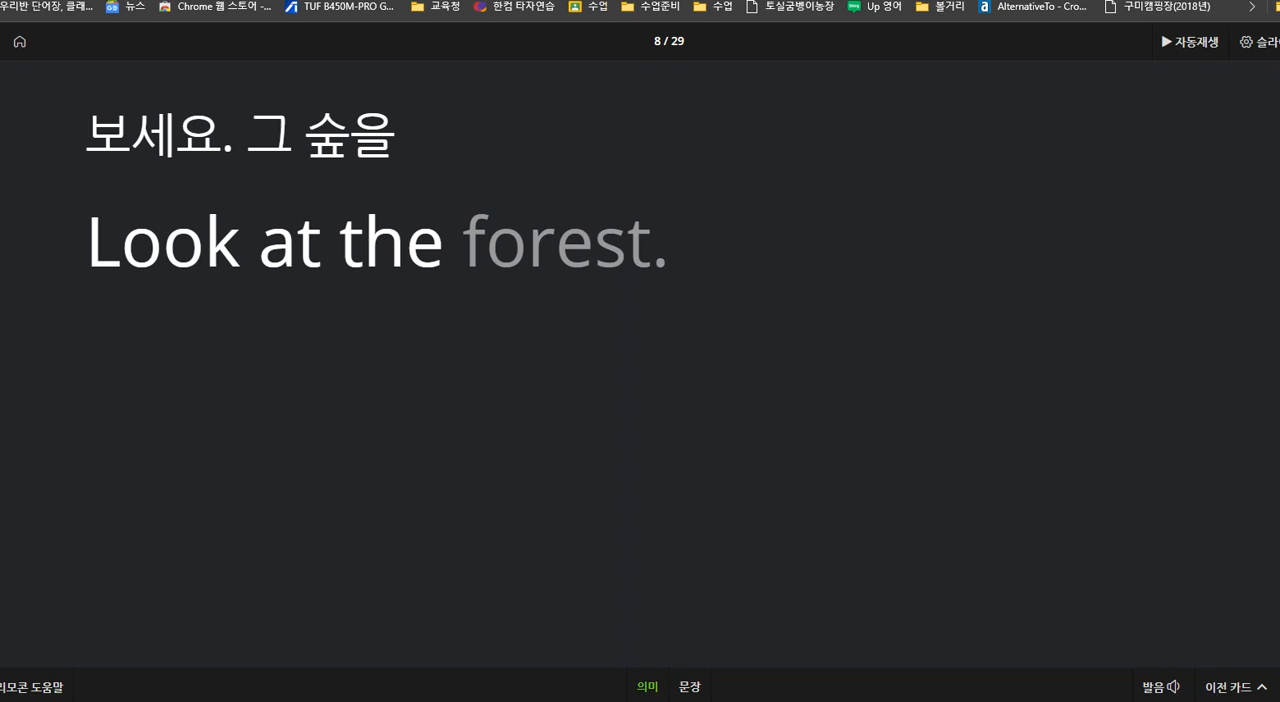 우리반 단어장, 클래... 뉴스 Chrome 웹 스토어 -... TUF B450M-PRO G... 교육청 한컴 타자연습 수업 수업준비 수업 토실굼벵이농장 Up 영어 볼거리 AlternativeTo - Cro... 구미캠핑장(2018년)
8 / 29 자동재생 슬라
보세요. 그 숲을
Look at the forest.
리모콘 도움말 의미 문장 발음 이전 카드